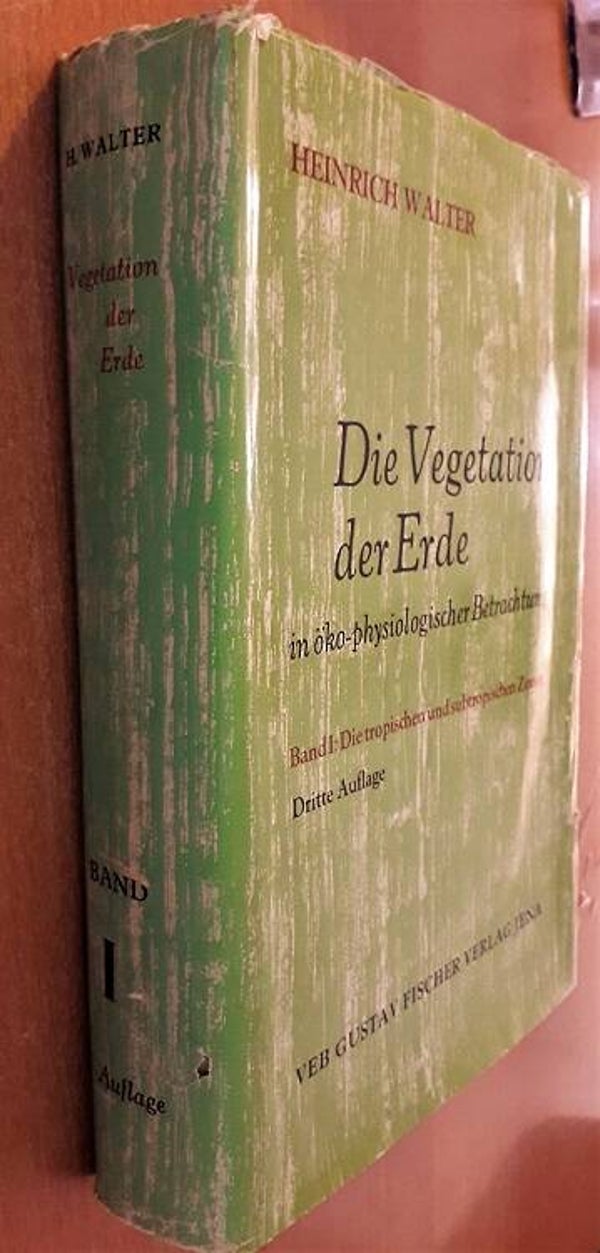 H. WALTER
Vegetation
der
Erde
BAND
I
Auflage
HEINRICH WALTER
Die Vegetation
der Erde
in öko-physiologischer Betrachtung
Band I: Die tropischen und subtropischen
Dritte Auflage
VEB GUSTAV FISCHER VERLAG JENA